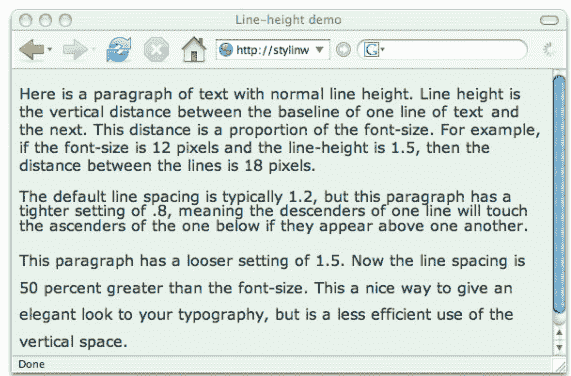 Line-height demo
http://stylinw
G
Here is a paragraph of text with normal line height. Line height is
the vertical distance between the baseline of one line of text and
the next. This distance is a proportion of the font-size. For example,
if the font-size is 12 pixels and the line-height is 1.5, then the
distance between the lines is 18 pixels.
The default line spacing is typically 1.2, but this paragraph has a
tighter setting of .8, meaning the descenders of one line will touch
the ascenders of the one below if they appear above one another.
This paragraph has a looser setting of 1.5. Now the line spacing is
50 percent greater than the font-size. This a nice way to give an
elegant look to your typography, but is a less efficient use of the
vertical space.
Done